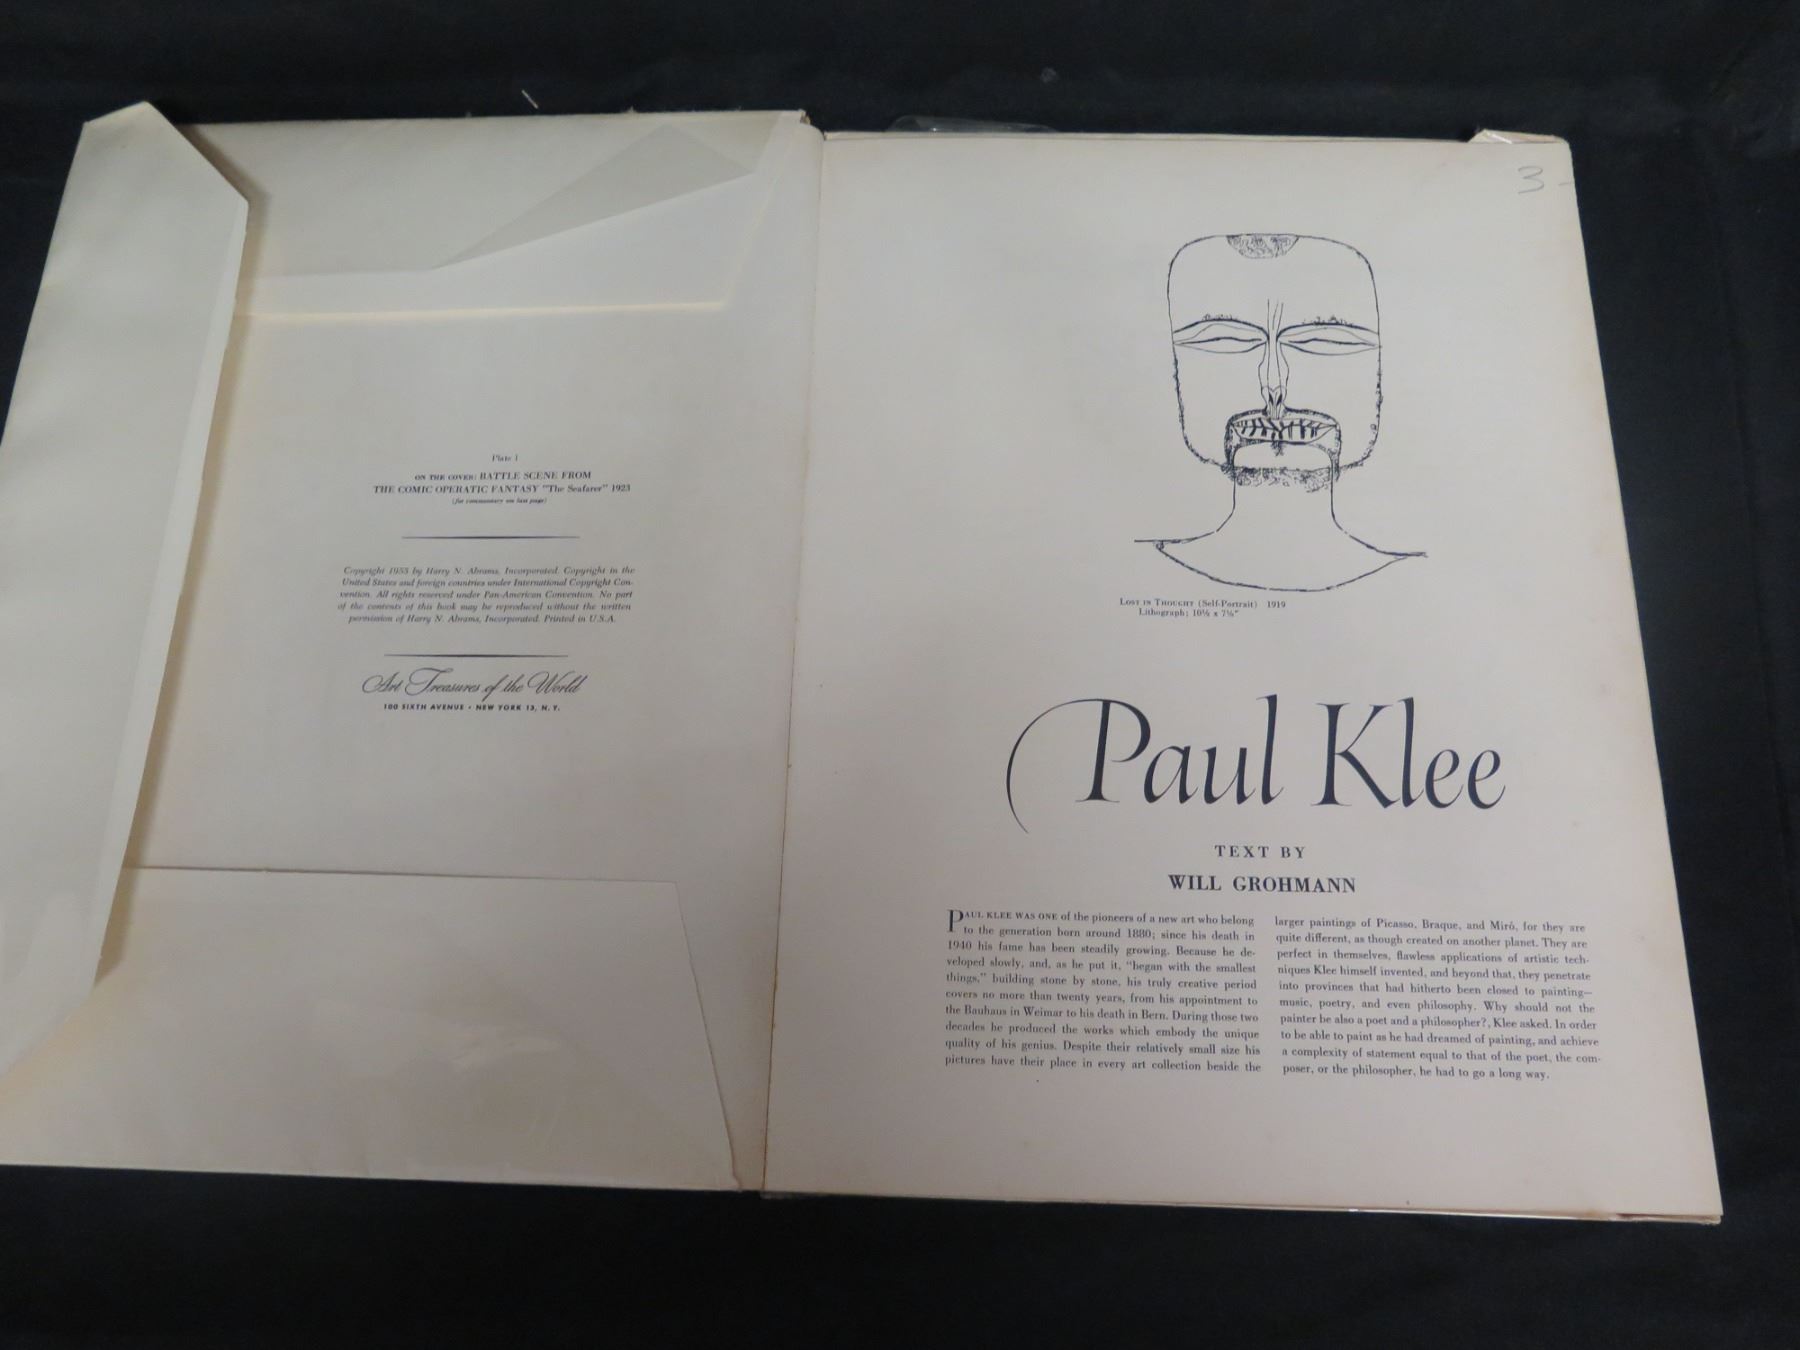 Plate 1
ON THE COVER: BATTLE SCENE FROM
THE COMIC OPERATIC FANTASY "The Seafarer" 1923
(for commentary see last page)
Copyright 1955 by Harry N. Abrams, Incorporated. Copyright in the
United States and foreign countries under International Copyright Con-
vention. All rights reserved under Pan-American Convention. No part
of the contents of this book may be reproduced without the written
permission of Harry N. Abrams, Incorporated. Printed in U.S.A.
Art Treasures of the World
100 SIXTH AVENUE • NEW YORK 13, N. Y.
3 -
LOST IN THOUGHT (Self-Portrait) 1919
Lithograph; 10⅛ x 7⅛"
Paul Klee
TEXT BY
WILL GROHMANN
PAUL KLEE WAS ONE of the pioneers of a new art who belong
to the generation born around 1880; since his death in
1940 his fame has been steadily growing. Because he de-
veloped slowly, and, as he put it, "began with the smallest
things," building stone by stone, his truly creative period
covers no more than twenty years, from his appointment to
the Bauhaus in Weimar to his death in Bern. During those two
decades he produced the works which embody the unique
quality of his genius. Despite their relatively small size his
pictures have their place in every art collection beside the
larger paintings of Picasso, Braque, and Miró, for they are
quite different, as though created on another planet. They are
perfect in themselves, flawless applications of artistic tech-
niques Klee himself invented, and beyond that, they penetrate
into provinces that had hitherto been closed to painting—
music, poetry, and even philosophy. Why should not the
painter be also a poet and a philosopher?, Klee asked. In order
to be able to paint as he had dreamed of painting, and achieve
a complexity of statement equal to that of the poet, the com-
poser, or the philosopher, he had to go a long way.